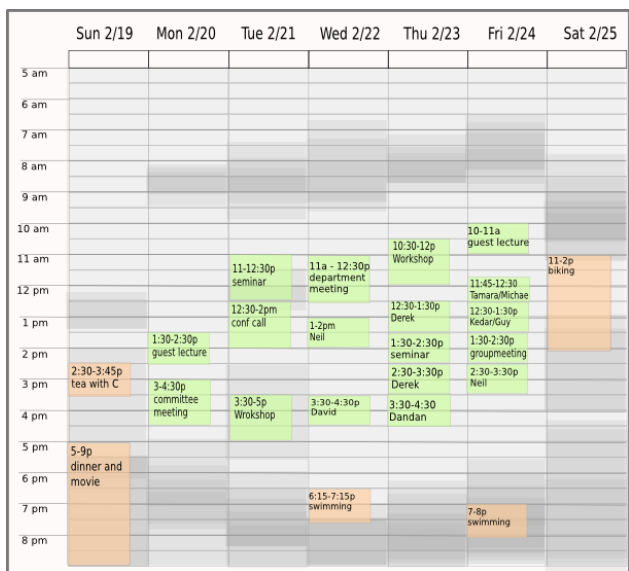 Sun 2/19 Mon 2/20 Tue 2/21 Wed 2/22 Thu 2/23 Fri 2/24 Sat 2/25
5 am
6 am
7 am
8 am
9 am
10 am
11 am
12 pm
1 pm
2 pm
3 pm
4 pm
5 pm
6 pm
7 pm
8 pm
2:30-3:45p
tea with C
5-9p
dinner and
movie
1:30-2:30p
guest lecture
3-4:30p
committee
meeting
11-12:30p
seminar
12:30-2pm
conf call
3:30-5p
Wrokshop
11a - 12:30p
department
meeting
1-2pm
Neil
3:30-4:30p
David
6:15-7:15p
swimming
10:30-12p
Workshop
12:30-1:30p
Derek
1:30-2:30p
seminar
2:30-3:30p
Derek
3:30-4:30
Dandan
10-11a
guest lecture
11:45-12:30
Tamara/Michae
12:30-1:30p
Kedar/Guy
1:30-2:30p
groupmeeting
2:30-3:30p
Neil
7-8p
swimming
11-2p
biking